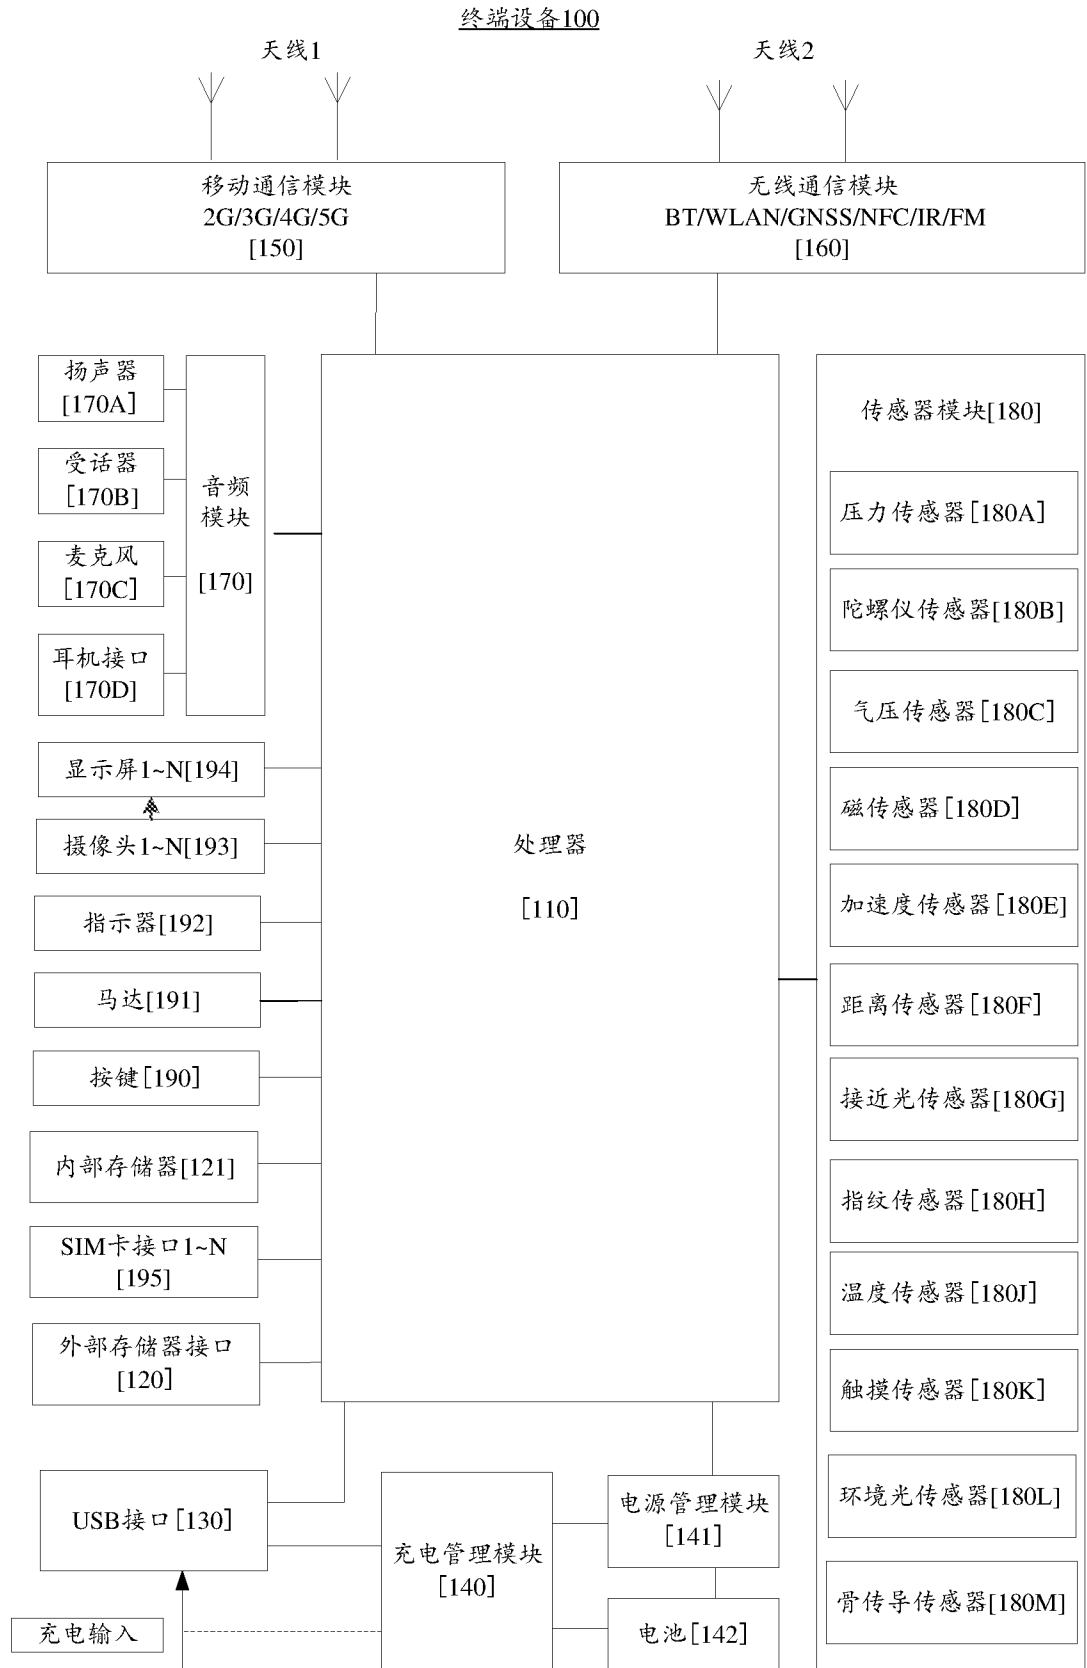 终端设备100
天线1
天线2
移动通信模块
2G/3G/4G/5G
[150]
无线通信模块
BT/WLAN/GNSS/NFC/IR/FM
[160]
扬声器
[170A]
受话器
[170B]
麦克风
[170C]
耳机接口
[170D]
音频
模块
[170]
显示屏1~N[194]
摄像头1~N[193]
指示器[192]
马达[191]
按键[190]
内部存储器[121]
SIM卡接口1~N
[195]
外部存储器接口
[120]
处理器
[110]
传感器模块[180]
压力传感器[180A]
陀螺仪传感器[180B]
气压传感器[180C]
磁传感器[180D]
加速度传感器[180E]
距离传感器[180F]
接近光传感器[180G]
指纹传感器[180H]
温度传感器[180J]
触摸传感器[180K]
环境光传感器[180L]
骨传导传感器[180M]
USB接口[130]
充电管理模块
[140]
电源管理模块
[141]
电池[142]
充电输入